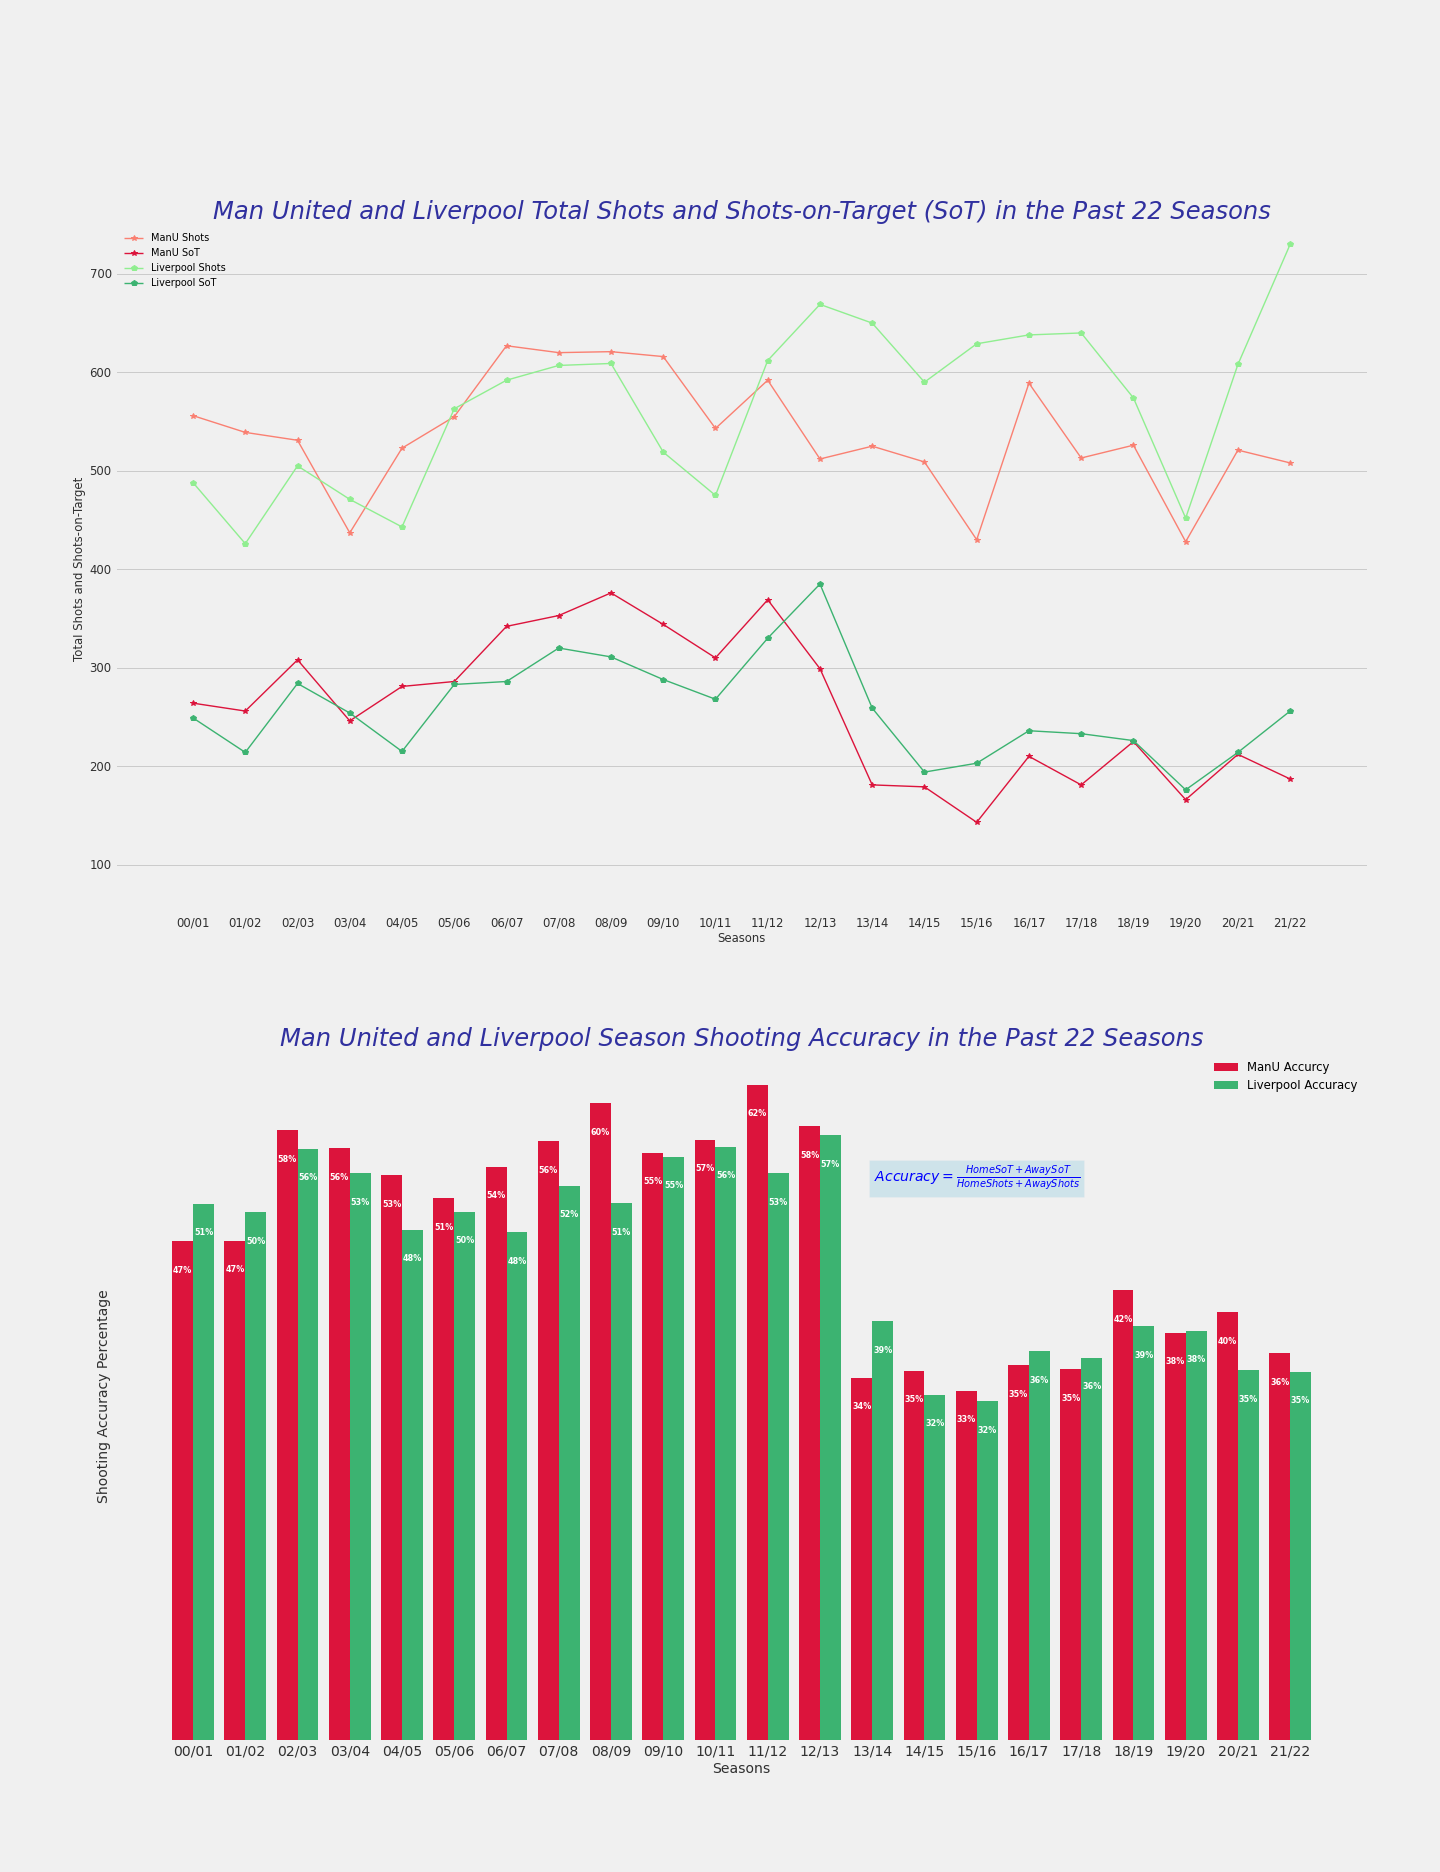 Man United and Liverpool Total Shots and Shots-on-Target (SoT) in the Past 22 Seasons
ManU Shots
ManU SoT
Liverpool Shots
Liverpool SoT
700
600
500
400
300
200
100
Total Shots and Shots-on-Target
00/01 01/02 02/03 03/04 04/05 05/06 06/07 07/08 08/09 09/10 10/11 11/12 12/13 13/14 14/15 15/16 16/17 17/18 18/19 19/20 20/21 21/22
Seasons
Man United and Liverpool Season Shooting Accuracy in the Past 22 Seasons
ManU Accurcy
Liverpool Accuracy
Accuracy = HomeSoT + AwaySoT / HomeShots + AwayShots
Shooting Accuracy Percentage
47% 51% 47% 50% 58% 56% 56% 53% 53% 48% 51% 50% 54% 48% 56% 52% 60% 51% 55% 55% 57% 56% 62% 53% 58% 57% 34% 39% 35% 32% 33% 32% 35% 36% 35% 36% 42% 39% 38% 38% 40% 35% 36% 35%
00/01 01/02 02/03 03/04 04/05 05/06 06/07 07/08 08/09 09/10 10/11 11/12 12/13 13/14 14/15 15/16 16/17 17/18 18/19 19/20 20/21 21/22
Seasons